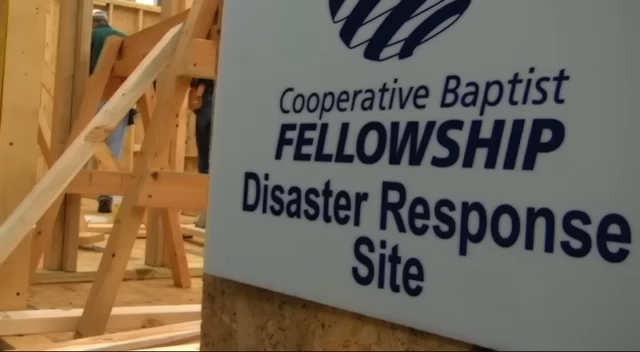 Cooperative Baptist
FELLOWSHIP
Disaster Response
Site